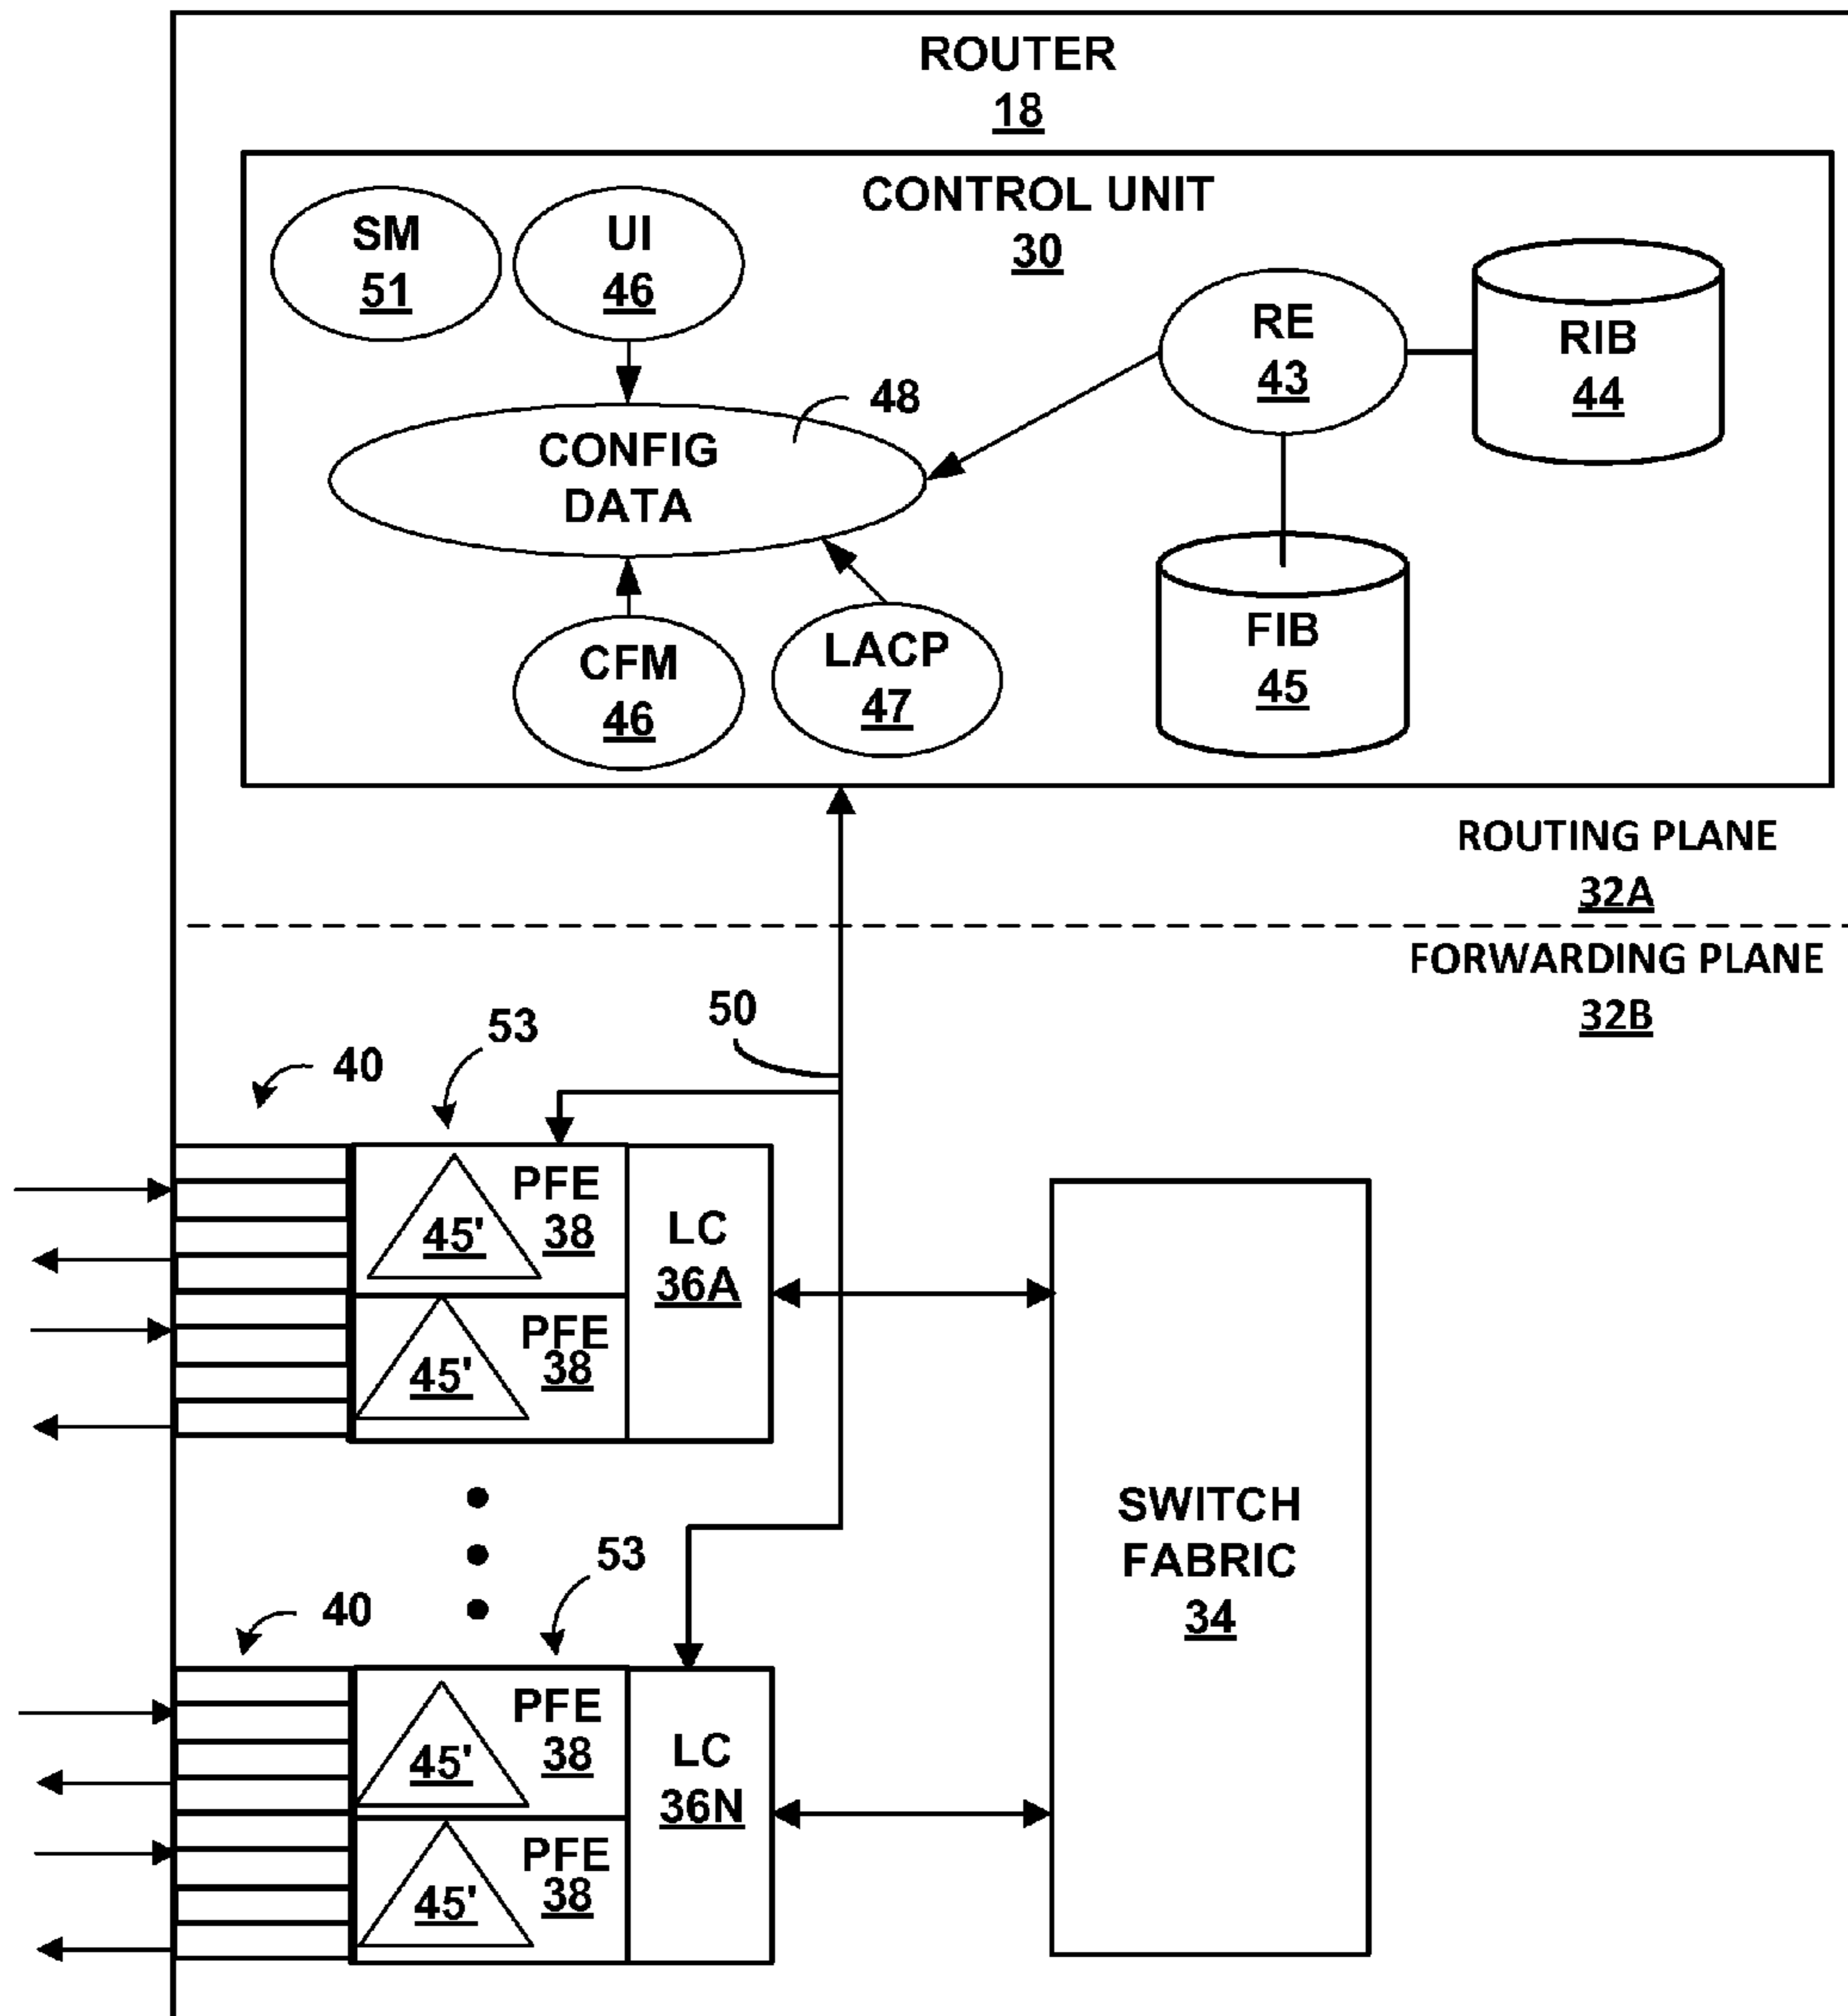 ROUTER
18
CONTROL UNIT
30
SM
51
UI
46
RE
43
RIB
44
48
CONFIG
DATA
FIB
45
CFM
46
LACP
47
ROUTING PLANE
32A
FORWARDING PLANE
32B
50
53
40
PFE
38
45'
LC
36A
PFE
38
45'
SWITCH
FABRIC
34
53
40
PFE
38
45'
LC
36N
PFE
38
45'